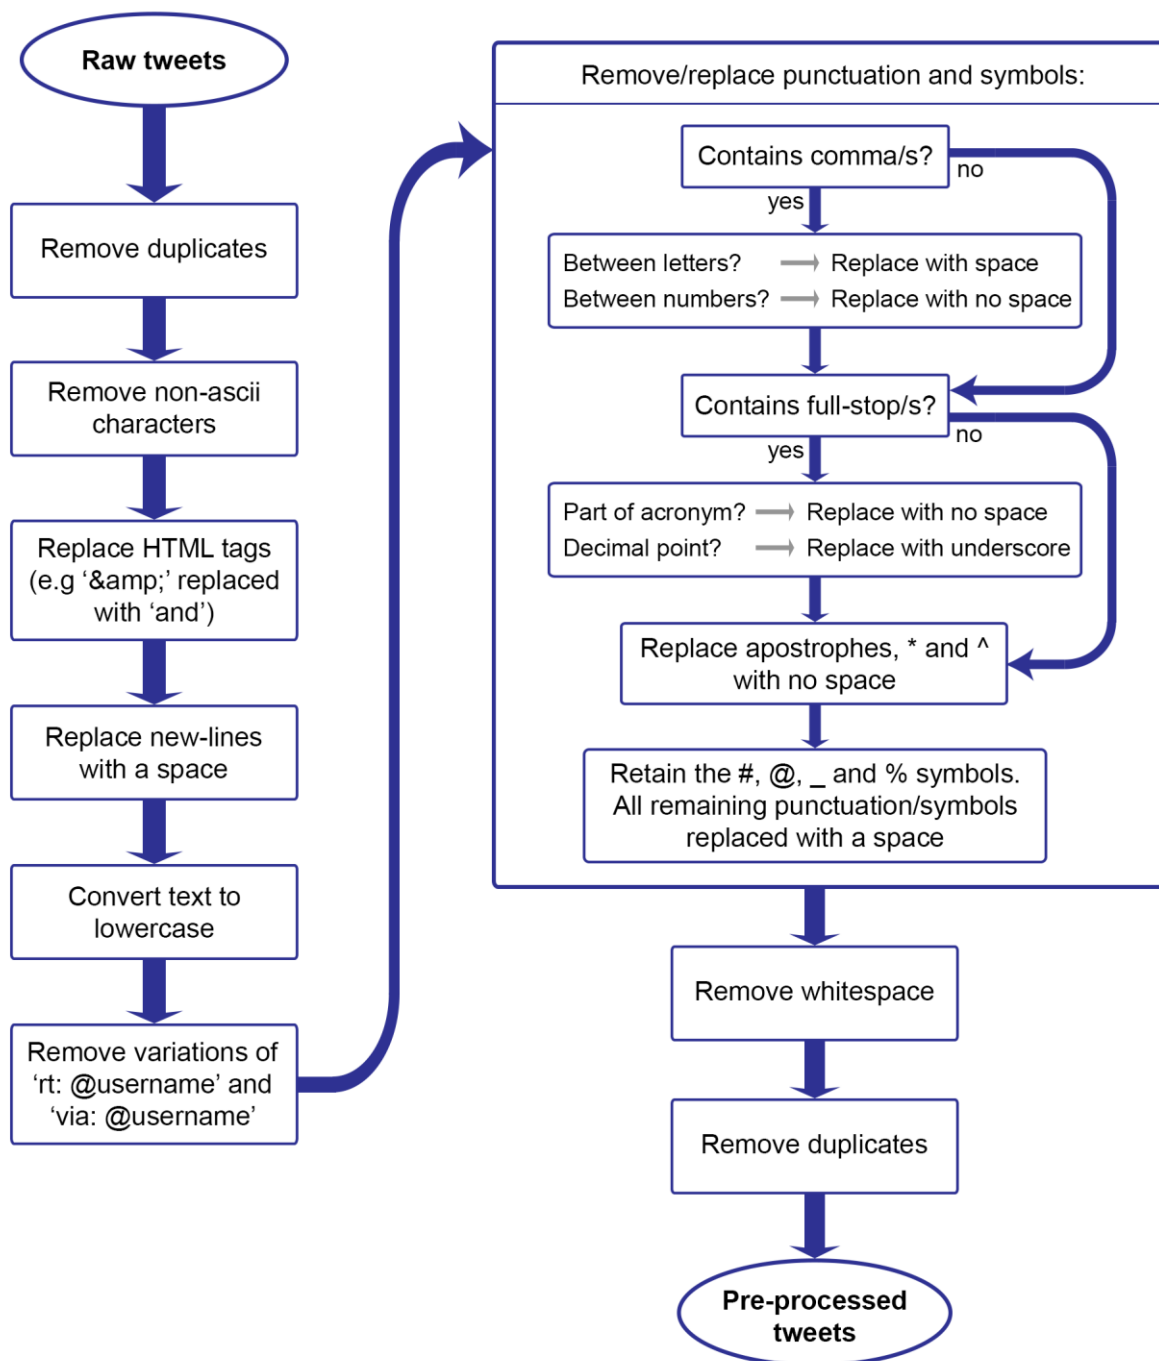 Raw tweets
Remove duplicates
Remove non-ascii
characters
Replace HTML tags
(e.g ‘&amp;’ replaced
with ‘and’)
Replace new-lines
with a space
Convert text to
lowercase
Remove variations of
‘rt: @username’ and
‘via: @username’
Remove/replace punctuation and symbols:
Contains comma/s?
no
yes
Between letters? Replace with space
Between numbers? Replace with no space
Contains full-stop/s?
no
yes
Part of acronym? Replace with no space
Decimal point? Replace with underscore
Replace apostrophes, * and ^
with no space
Retain the #, @, _ and % symbols.
All remaining punctuation/symbols
replaced with a space
Remove whitespace
Remove duplicates
Pre-processed
tweets